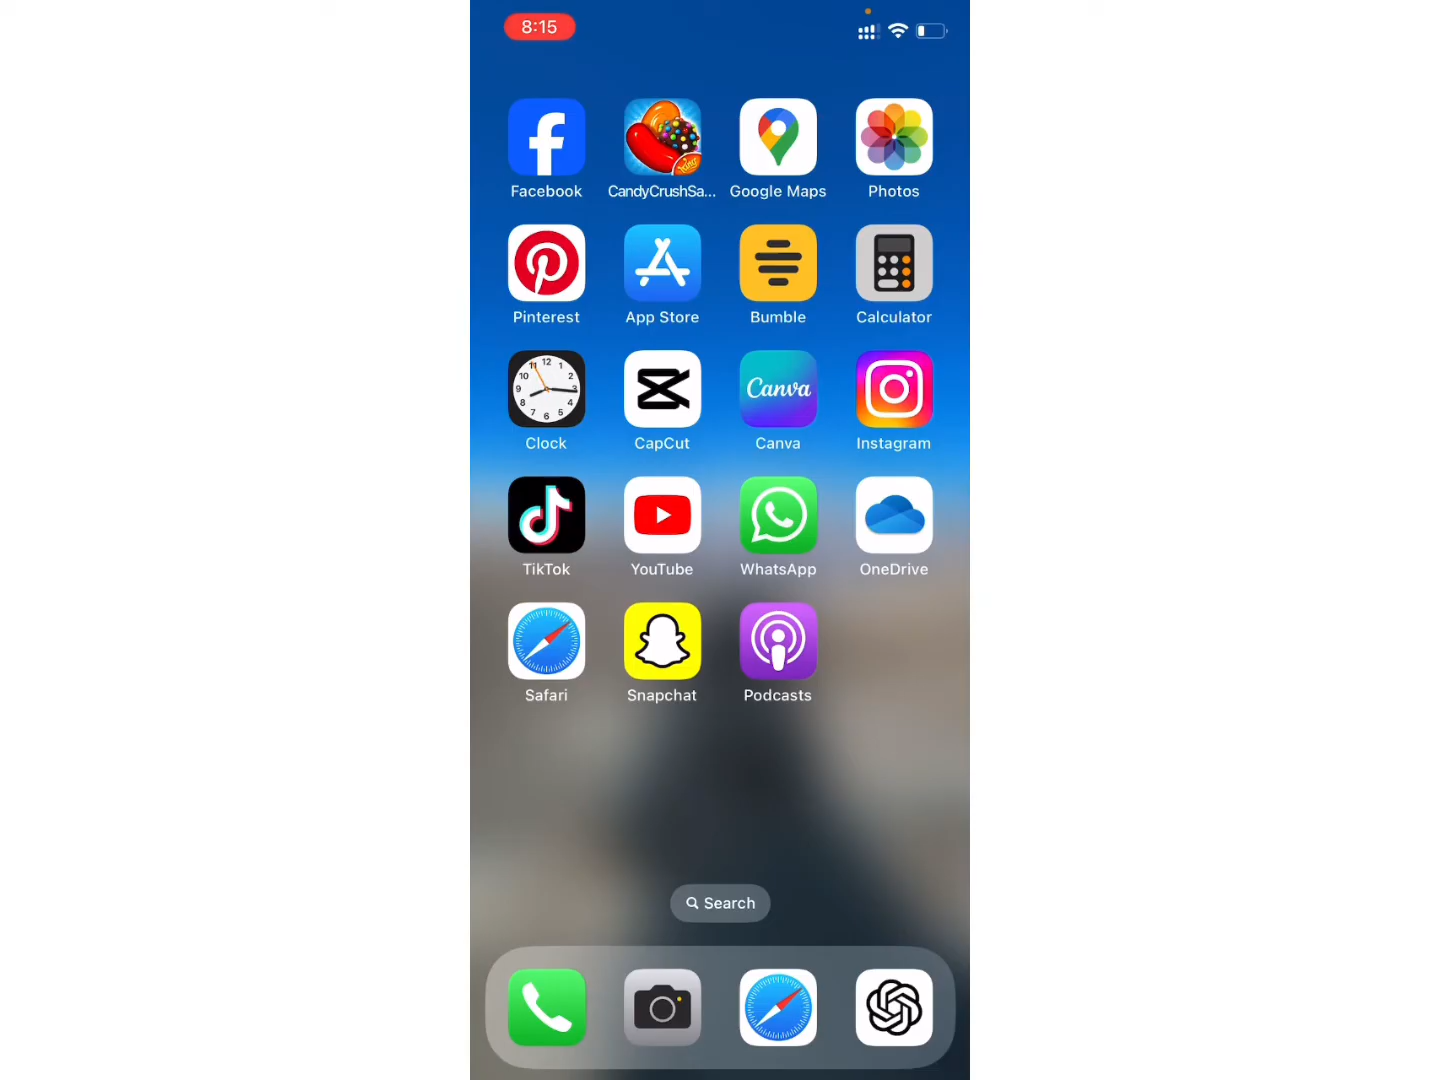 8:15
Facebook
CandyCrushSa...
Google Maps
Photos
Pinterest
App Store
Bumble
Calculator
Clock
CapCut
Canva
Canva
Instagram
TikTok
YouTube
WhatsApp
OneDrive
Safari
Snapchat
Podcasts
Search